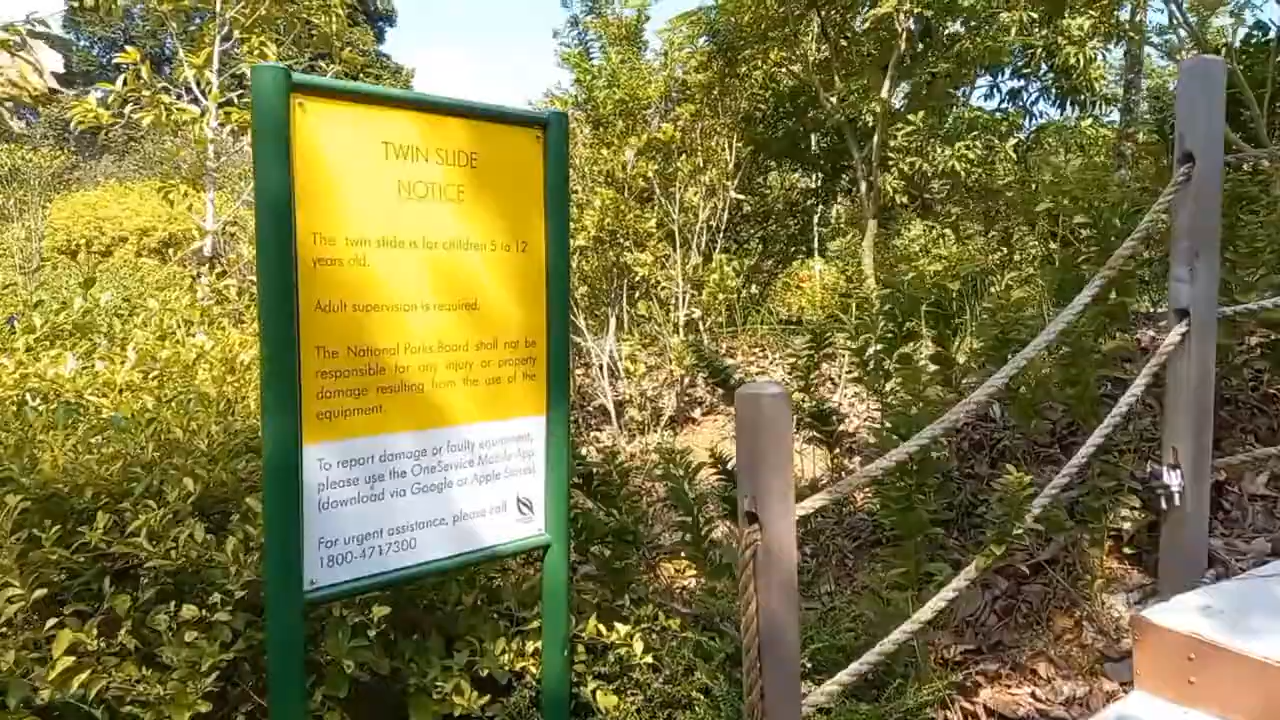 TWIN SLIDE
NOTICE
The twin slide is for children 5 to 12
years old.
Adult supervision is required.
The National Parks Board shall not be
responsible for any injury or property
damage resulting from the use of the
equipment.
To report damage or faulty equipment,
please use the OneService Mobile App
(download via Google or Apple Stores)
For urgent assistance, please call
1800-4717300